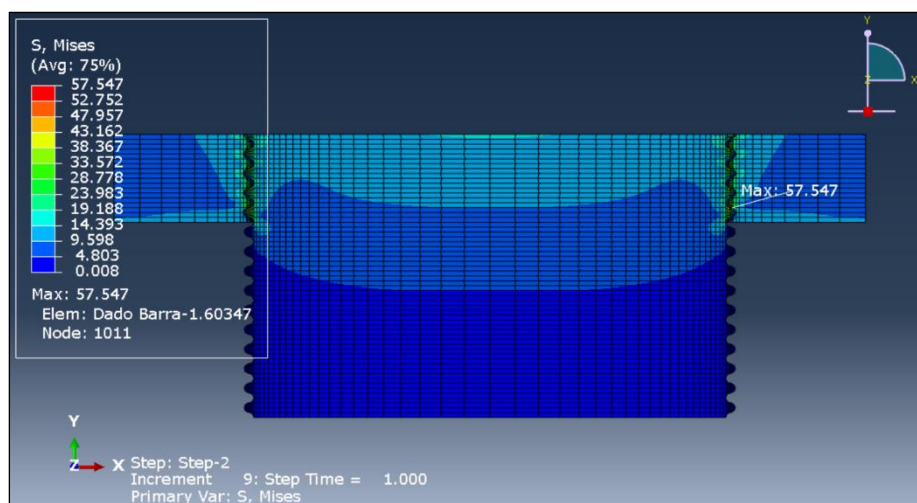 S, Mises
(Avg: 75%)
57.547
52.752
47.957
43.162
38.367
33.572
28.778
23.983
19.188
14.393
9.598
4.803
0.008
Max: 57.547
Elem: Dado Barra-1.60347
Node: 1011
Y
Z X
Max: 57.547
Y
Z X
Step: Step-2
Increment 9: Step Time = 1.000
Primary Var: S, Mises